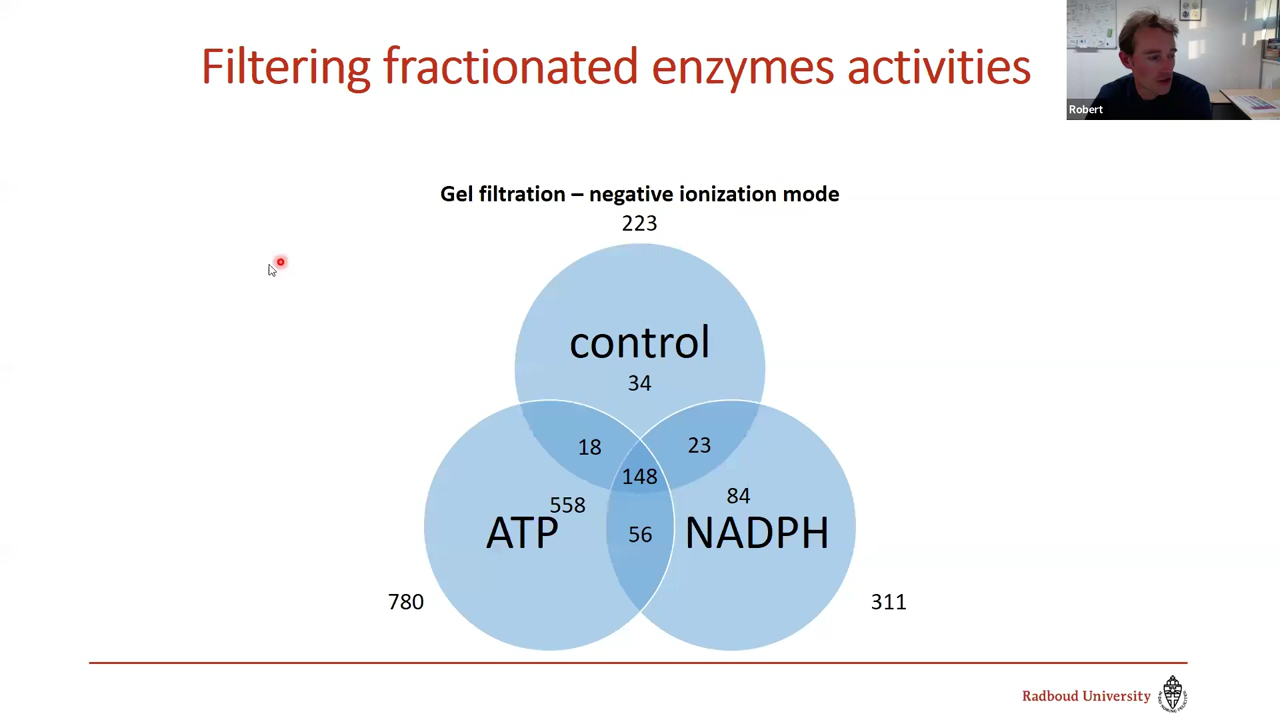 Filtering fractionated enzymes activities
Robert
Gel filtration – negative ionization mode
223
control
34
18
23
148
558
84
ATP
56
NADPH
780
311
Radboud University